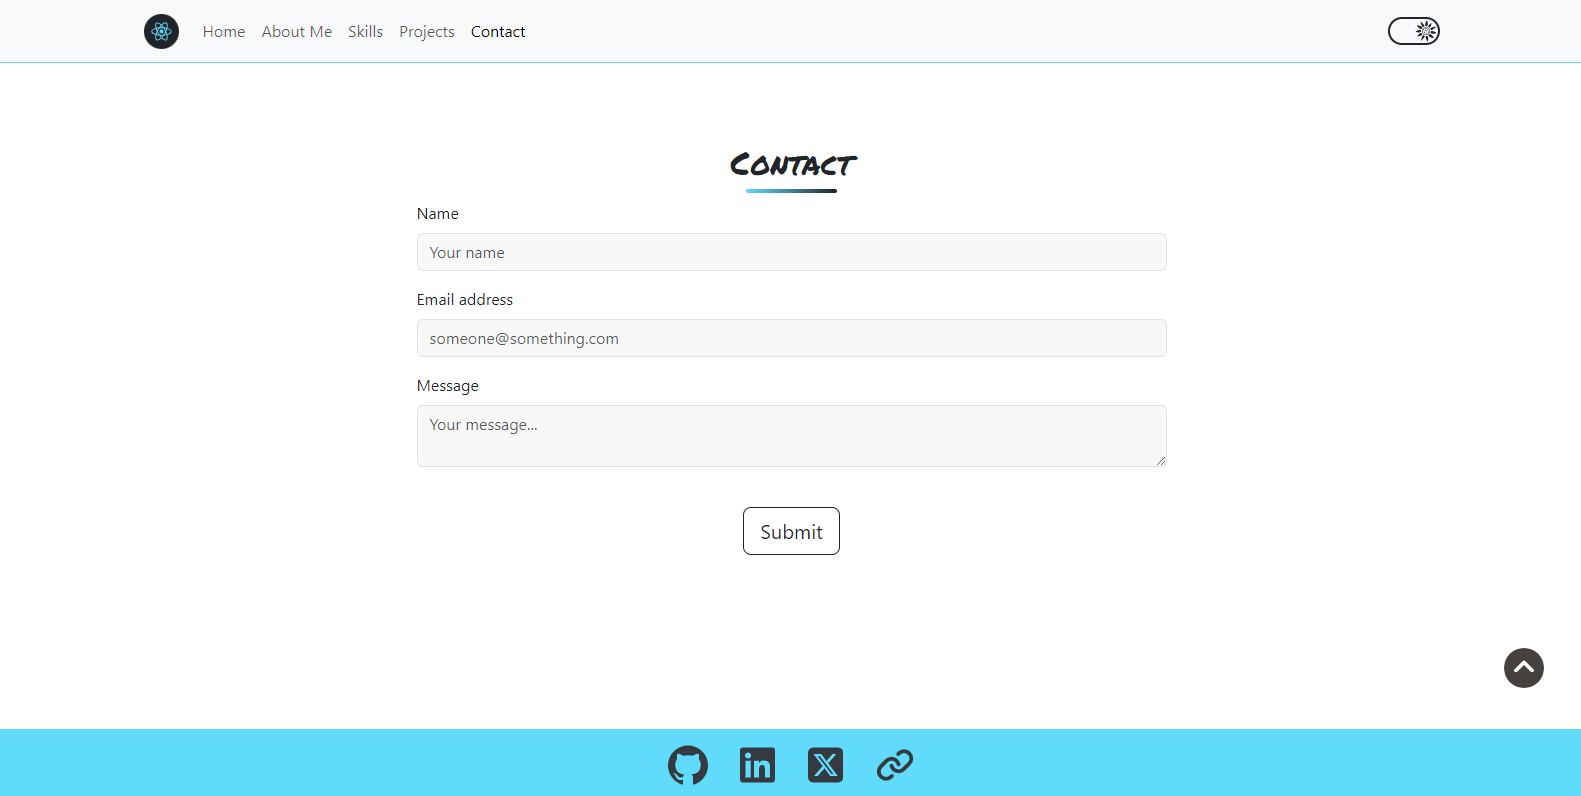 Home About Me Skills Projects Contact
Contact
Name
Your name
Email address
someone@something.com
Message
Your message...
Submit